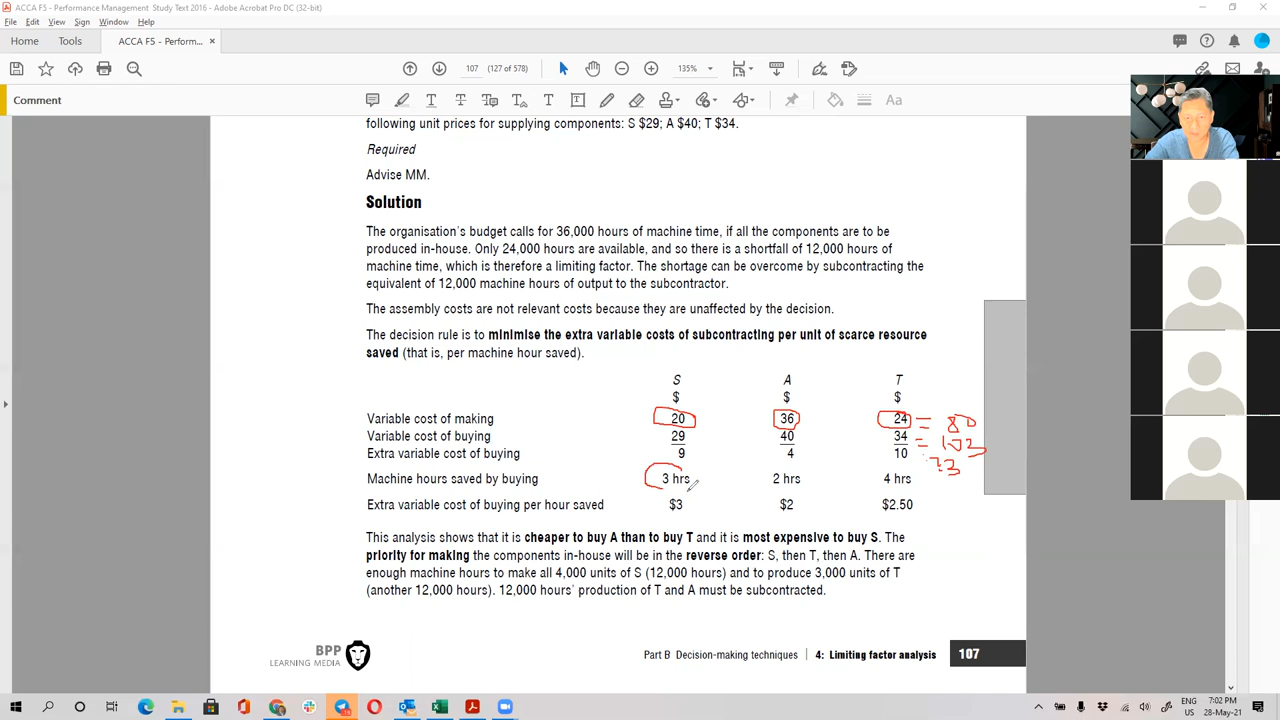 ACCA F5 - Performance Management Study Text 2016 - Adobe Acrobat Pro DC (32-bit)
File Edit View Sign Window Help
Home Tools ACCA F5 - Perform... ×
107 (127 of 578) 135%
Comment
following unit prices for supplying components: S $29; A $40; T $34.
Required
Advise MM.
Solution
The organisation's budget calls for 36,000 hours of machine time, if all the components are to be
produced in-house. Only 24,000 hours are available, and so there is a shortfall of 12,000 hours of
machine time, which is therefore a limiting factor. The shortage can be overcome by subcontracting the
equivalent of 12,000 machine hours of output to the subcontractor.
The assembly costs are not relevant costs because they are unaffected by the decision.
The decision rule is to minimise the extra variable costs of subcontracting per unit of scarce resource
saved (that is, per machine hour saved).
S A T
$ $ $
Variable cost of making 20 36 24 = 80
Variable cost of buying 29 40 34 = 103
Extra variable cost of buying 9 4 10 23
Machine hours saved by buying 3 hrs 2 hrs 4 hrs
Extra variable cost of buying per hour saved $3 $2 $2.50
This analysis shows that it is cheaper to buy A than to buy T and it is most expensive to buy S. The
priority for making the components in-house will be in the reverse order: S, then T, then A. There are
enough machine hours to make all 4,000 units of S (12,000 hours) and to produce 3,000 units of T
(another 12,000 hours). 12,000 hours' production of T and A must be subcontracted.
BPP
LEARNING MEDIA
Part B Decision-making techniques | 4: Limiting factor analysis 107
ENG
US
7:02 PM
28-May-21